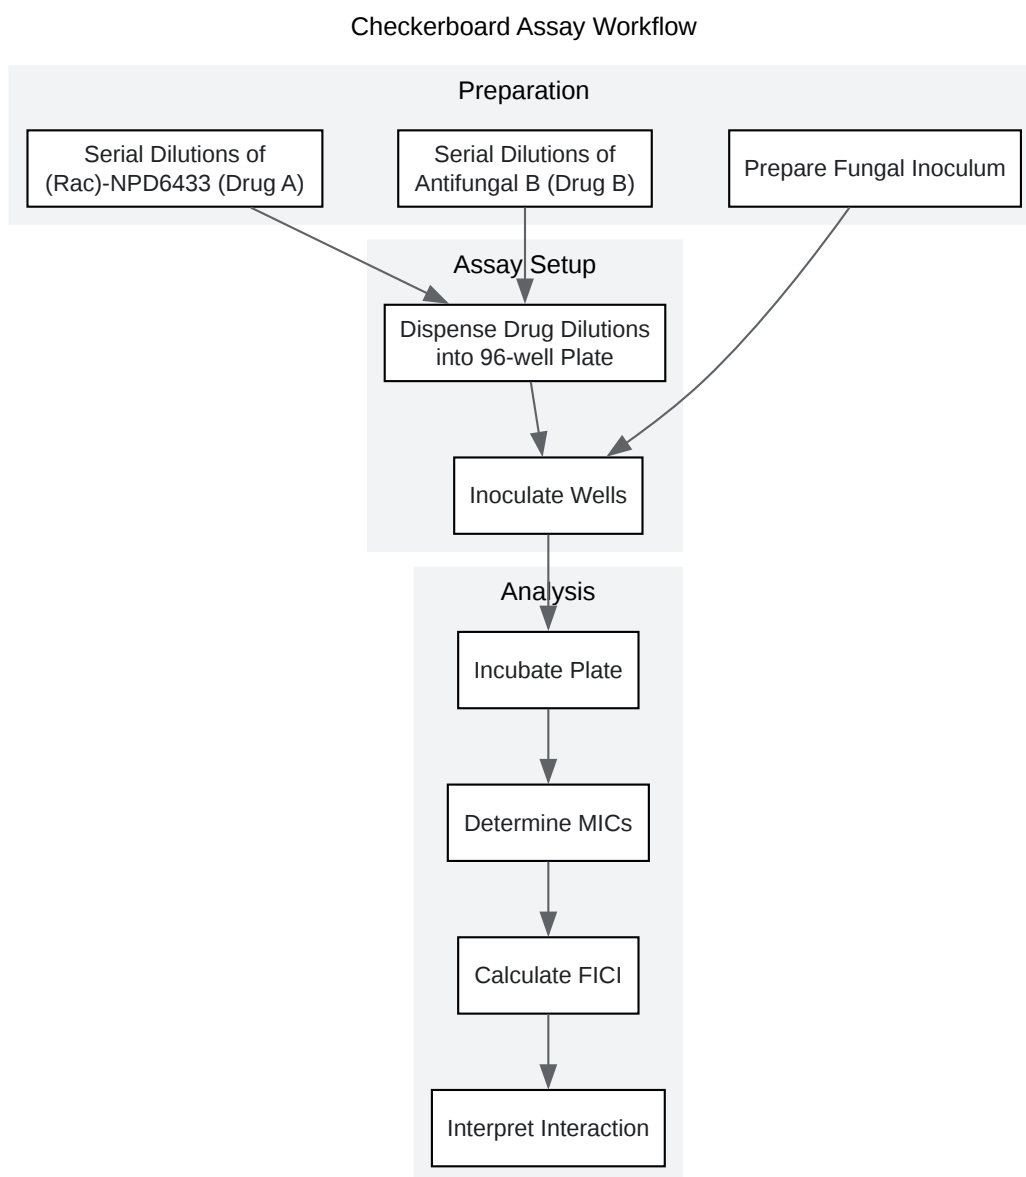 Checkerboard Assay Workflow
Preparation
Serial Dilutions of
(Rac)-NPD6433 (Drug A)
Serial Dilutions of
Antifungal B (Drug B)
Prepare Fungal Inoculum
Assay Setup
Dispense Drug Dilutions
into 96-well Plate
Inoculate Wells
Analysis
Incubate Plate
Determine MICs
Calculate FICI
Interpret Interaction